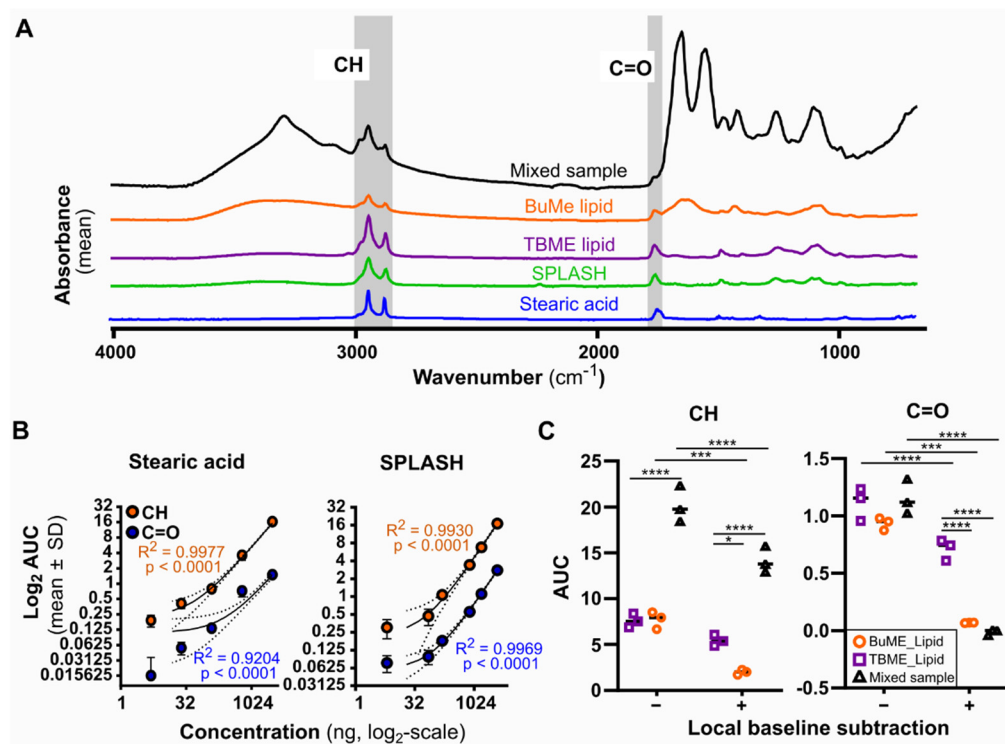 A
CH
C=O
Mixed sample
BuMe lipid
TBME lipid
SPLASH
Stearic acid
Absorbance
(mean)
4000 3000 2000 1000
Wavenumber (cm-1)
B
Stearic acid
SPLASH
Log2 AUC
(mean ± SD)
32
16
8
4
2
1
0.5
0.25
0.125
0.0625
0.03125
0.015625
CH
C=O
R2 = 0.9977
p < 0.0001
R2 = 0.9204
p < 0.0001
1 32 1024
32
16
8
4
2
1
0.5
0.25
0.125
0.0625
0.03125
R2 = 0.9930
p < 0.0001
R2 = 0.9969
p < 0.0001
1 32 1024
Concentration (ng, log2-scale)
C
CH
AUC
25
20
15
10
5
0
****
***
****
****
*
− +
C=O
1.5
1.0
0.5
0.0
-0.5
****
***
****
****
****
BuME_Lipid
TBME_Lipid
Mixed sample
− +
Local baseline subtraction